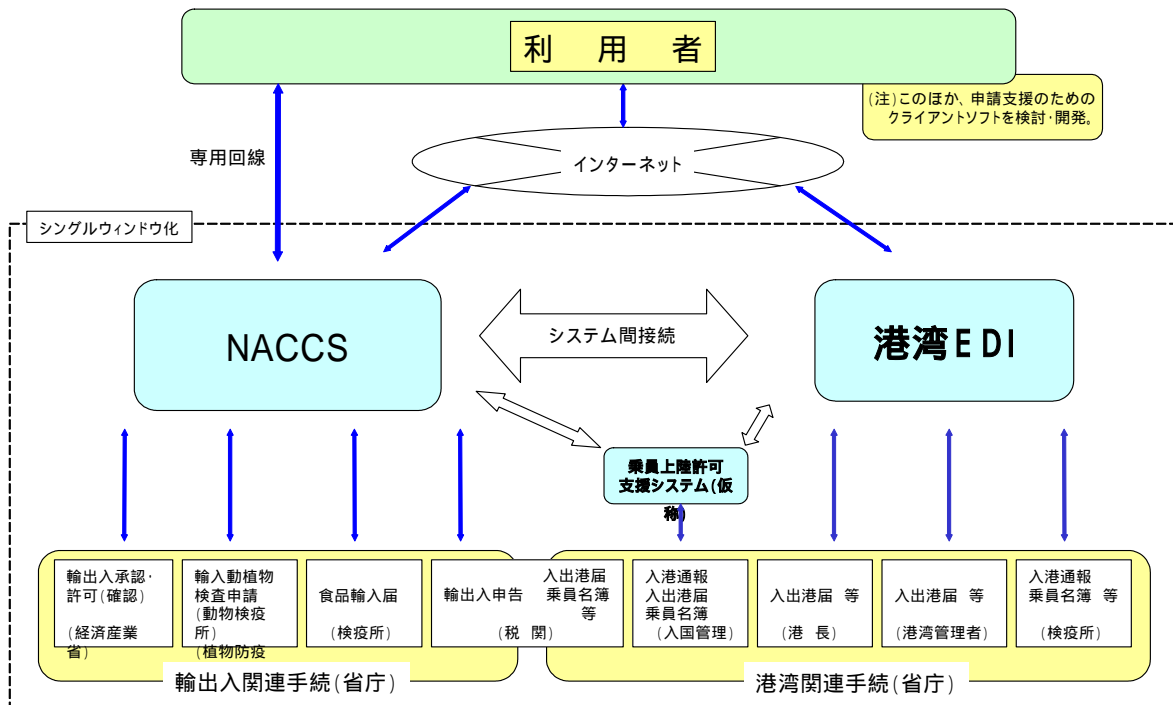 利 用 者
(注)このほか、申請支援のための
クライアントソフトを検討・開発。
専用回線
インターネット
シングルウィンドウ化
NACCS
システム間接続
港湾EDI
乗員上陸許可
支援システム(仮
称)
輸出入承認・
許可(確認)
(経済産業
省)
輸入動植物
検査申請
(動物検疫
所)
(植物防疫
食品輸入届
(検疫所)
輸出入申告
入出港届
乗員名簿
等
(税 関)
入港通報
入出港届
乗員名簿
(入国管理)
入出港届 等
(港 長)
入出港届 等
(港湾管理者)
入港通報
乗員名簿 等
(検疫所)
輸出入関連手続(省庁)
港湾関連手続(省庁)